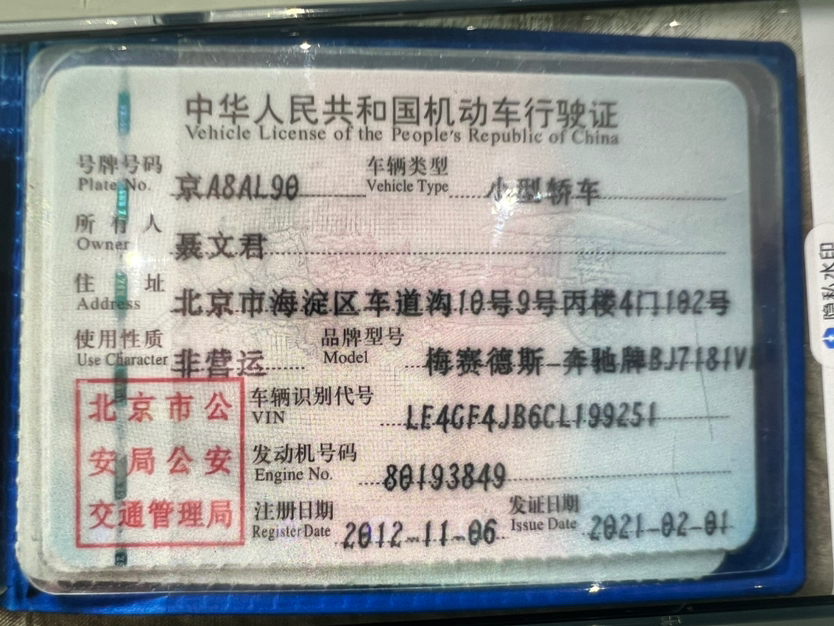 中华人民共和国机动车行驶证
Vehicle License of the People's Republic of China
号牌号码 京A8AL90 车辆类型 小型轿车
Plate No. Vehicle Type
所有人 聂文君
Owner
住址 北京市海淀区车道沟10号9号丙楼4门102号
Address
使用性质 非营运 品牌型号 梅赛德斯-奔驰牌BJ7181V
Use Character Model
北京市公安局公安交通管理局
车辆识别代号 LE4GF4JB6CL199251
VIN
发动机号码 80193849
Engine No.
注册日期 2012-11-06 发证日期 2021-02-01
Register Date Issue Date
隐私水印